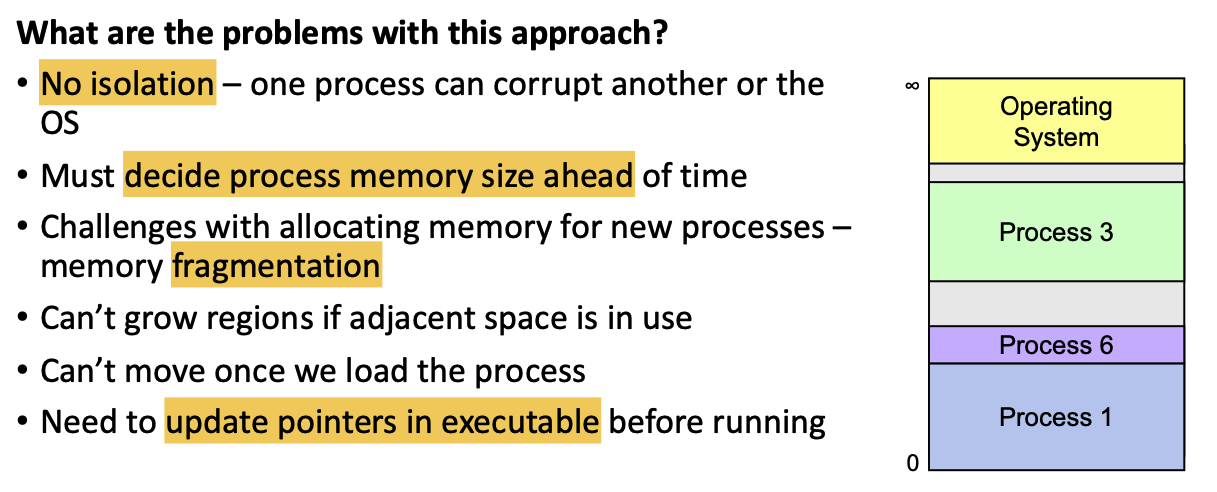 What are the problems with this approach?
• No isolation – one process can corrupt another or the
OS
• Must decide process memory size ahead of time
• Challenges with allocating memory for new processes –
memory fragmentation
• Can’t grow regions if adjacent space is in use
• Can’t move once we load the process
• Need to update pointers in executable before running
∞
Operating
System
Process 3
Process 6
Process 1
0